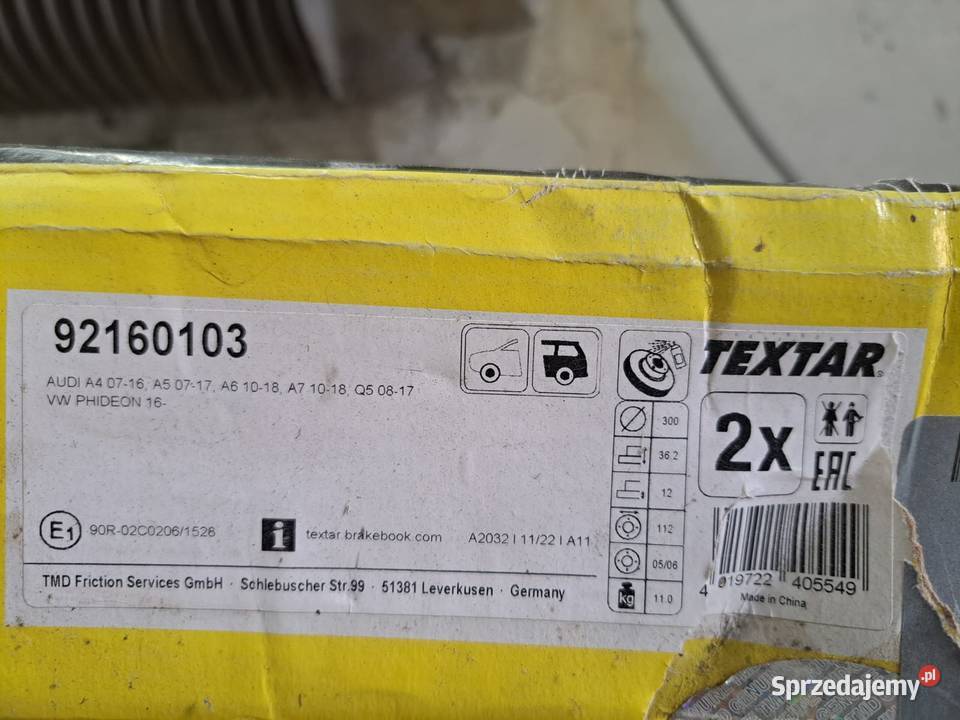 92160103
AUDI A4 07-16, A5 07-17, A6 10-18, A7 10-18, Q5 08-17
VW PHIDEON 16-
TEXTAR®
300
36.2
12
112
05/06
kg 11.0
2x
EAC
E1 90R-02C0206/1526
i textar brakebook.com
A2032 | 11/22 | A11
TMD Friction Services GmbH · Schlebuscher Str.99 · 51381 Leverkusen · Germany
4 019722 405549
Made in China
Sprzedajemy.pl